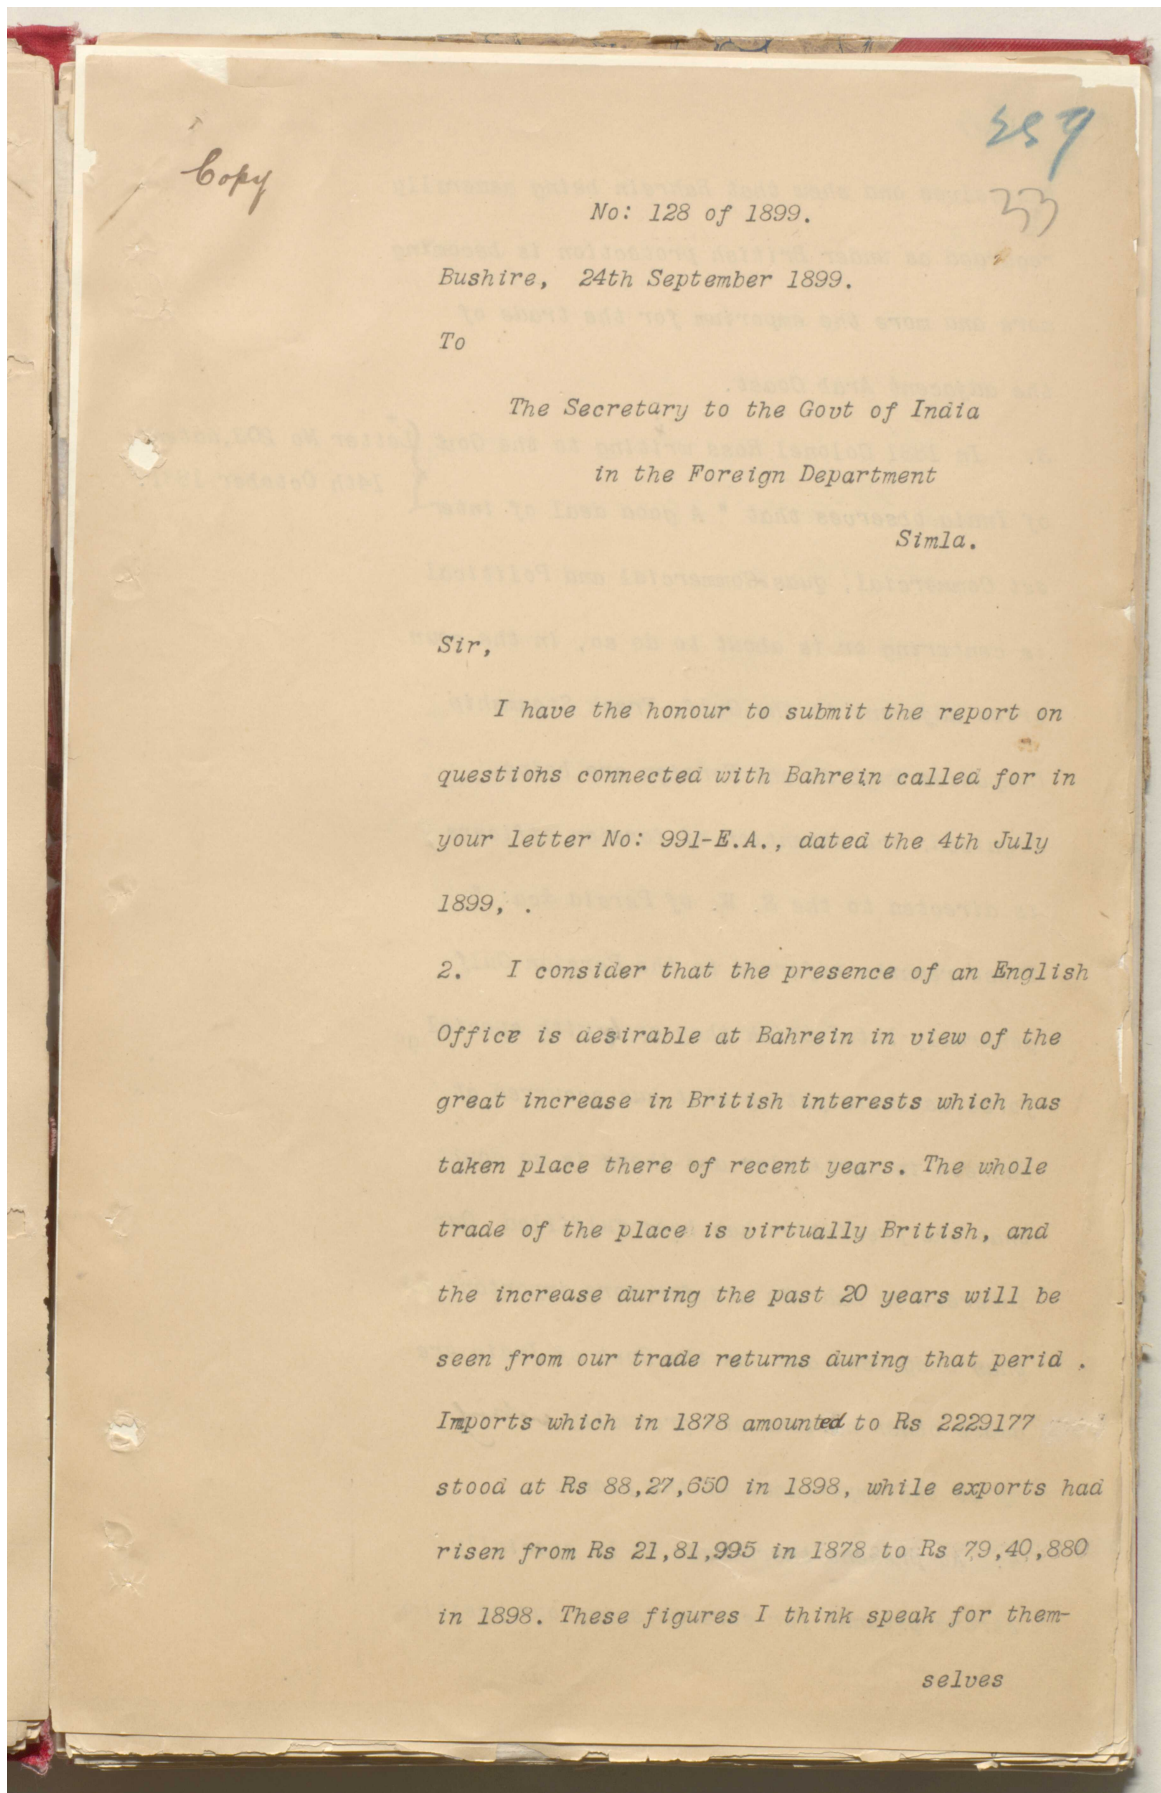 Copy
259
33
No: 128 of 1899.
Bushire, 24th September 1899.
To
The Secretary to the Govt of India
in the Foreign Department
Simla.
Sir,
I have the honour to submit the report on
questions connected with Bahrein called for in
your letter No: 991-E.A., dated the 4th July
1899, .
2. I consider that the presence of an English
Office is desirable at Bahrein in view of the
great increase in British interests which has
taken place there of recent years. The whole
trade of the place is virtually British, and
the increase during the past 20 years will be
seen from our trade returns during that perid .
Imports which in 1878 amounted to Rs 2229177
stood at Rs 88,27,650 in 1898, while exports had
risen from Rs 21,81,995 in 1878 to Rs 79,40,880
in 1898. These figures I think speak for them-
selves